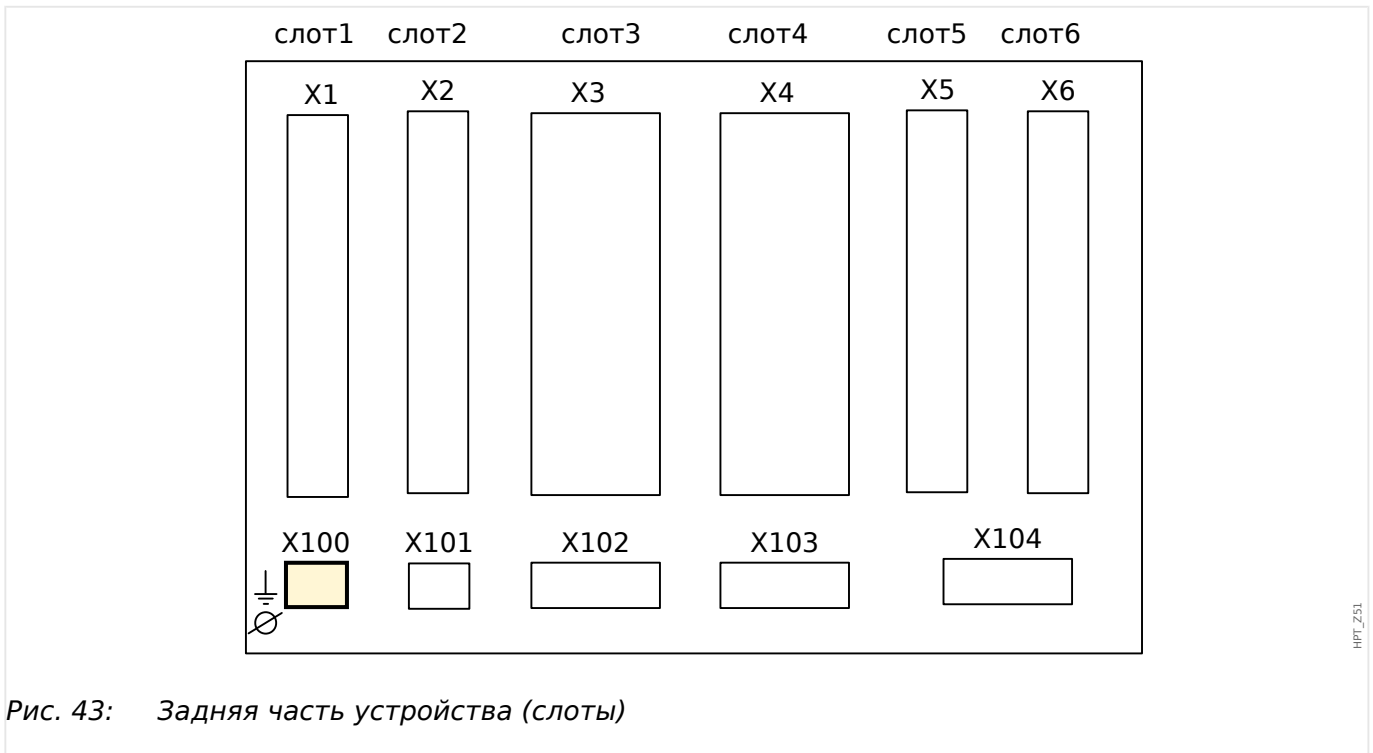 слот1 слот2 слот3 слот4 слот5 слот6
X1 X2 X3 X4 X5 X6
X100 X101 X102 X103 X104
HPT_Z51
Рис. 43: Задняя часть устройства (слоты)